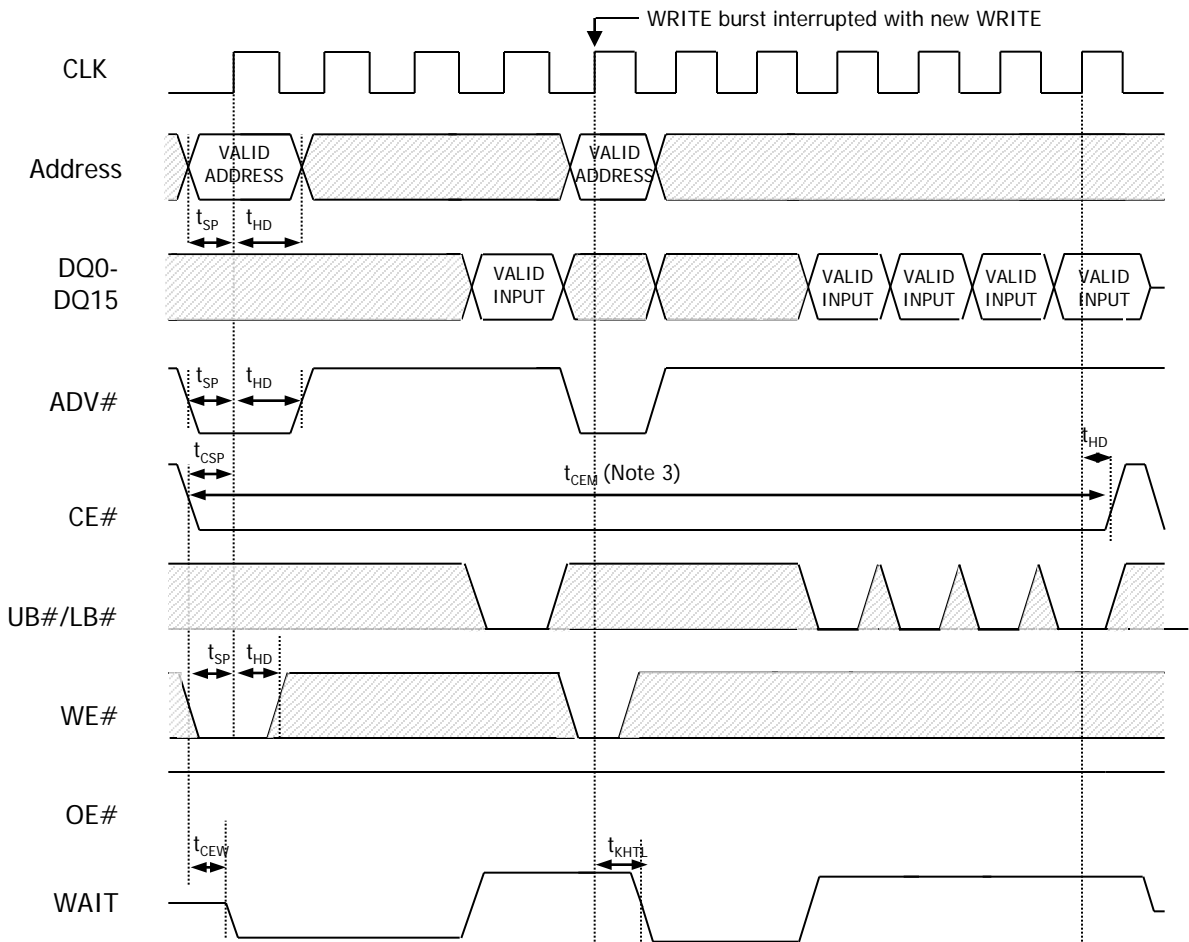 WRITE burst interrupted with new WRITE
CLK
Address
VALID
ADDRESS
VALID
ADDRESS
tSP
tHD
DQ0-
DQ15
VALID
INPUT
VALID
INPUT
VALID
INPUT
VALID
INPUT
VALID
INPUT
ADV#
tSP
tHD
tCSP
tCEM (Note 3)
tHD
CE#
UB#/LB#
tSP
tHD
WE#
OE#
tCEW
tKHTL
WAIT